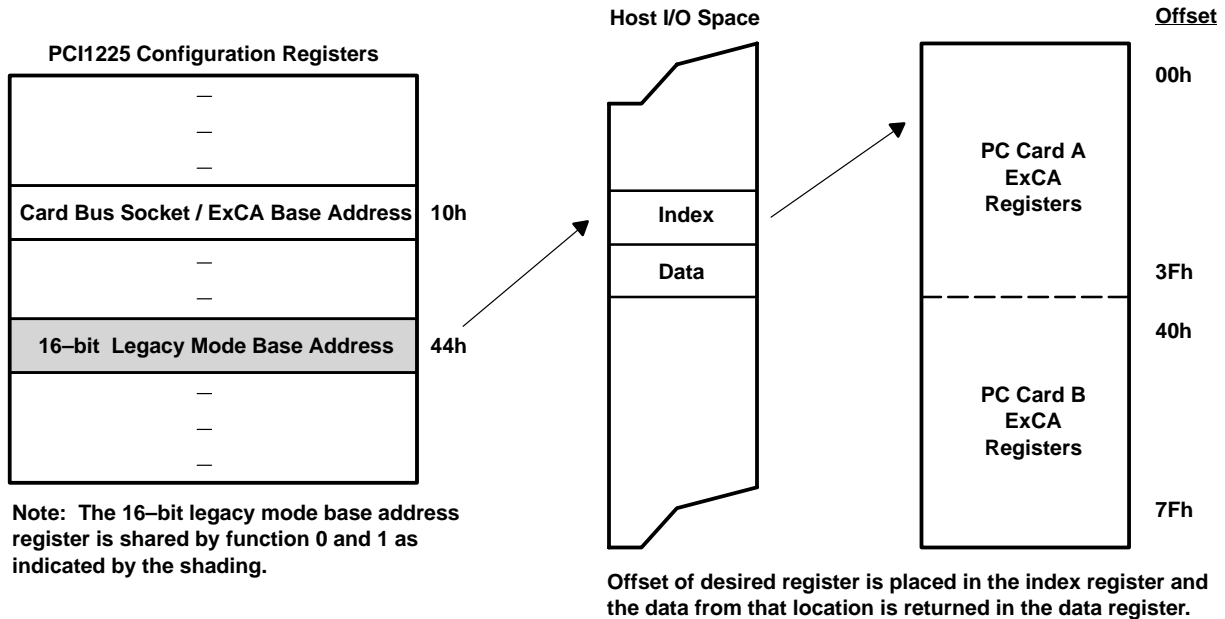 PCI1225 Configuration Registers
—
—
—
Card Bus Socket / ExCA Base Address
10h
—
—
16–bit Legacy Mode Base Address
44h
—
—
—
Note: The 16–bit legacy mode base address
register is shared by function 0 and 1 as
indicated by the shading.
Host I/O Space
Index
Data
Offset
00h
PC Card A
ExCA
Registers
3Fh
40h
PC Card B
ExCA
Registers
7Fh
Offset of desired register is placed in the index register and
the data from that location is returned in the data register.